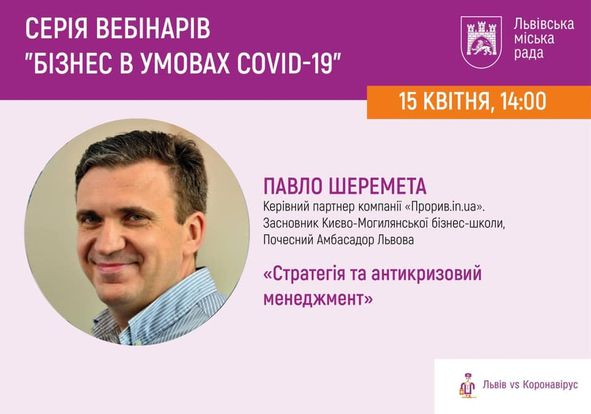 СЕРІЯ ВЕБІНАРІВ
"БІЗНЕС В УМОВАХ COVID-19"
Львівська
міська
рада
15 КВІТНЯ, 14:00
ПАВЛО ШЕРЕМЕТА
Керівний партнер компанії «Прорив.in.ua».
Засновник Києво-Могилянської бізнес-школи,
Почесний Амбасадор Львова
«Стратегія та антикризовий
менеджмент»
Львів vs Коронавірус